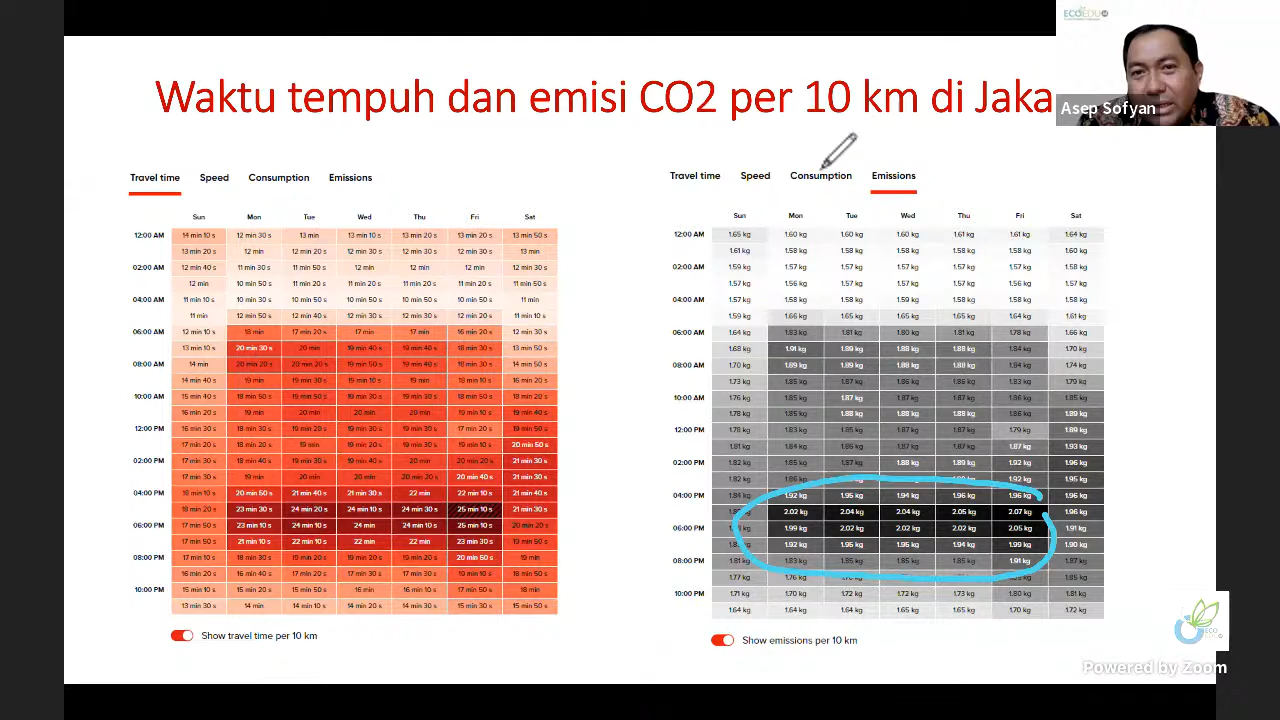 ECOEDU
Asep Sofyan
Waktu tempuh dan emisi CO2 per 10 km di Jaka
Travel time Speed Consumption Emissions
Sun Mon Tue Wed Thu Fri Sat
12:00 AM 14 min 10 s 12 min 30 s 13 min 13 min 10 s 13 min 20 s 13 min 20 s 13 min 50 s
13 min 20 s 12 min 12 min 20 s 12 min 30 s 12 min 30 s 12 min 30 s 13 min
02:00 AM 12 min 40 s 11 min 30 s 11 min 50 s 12 min 12 min 12 min 12 min 30 s
12 min 10 min 50 s 11 min 10 s 11 min 20 s 11 min 20 s 11 min 20 s 11 min 50 s
04:00 AM 11 min 10 s 10 min 30 s 10 min 50 s 10 min 50 s 10 min 50 s 10 min 50 s 11 min
11 min 12 min 50 s 12 min 40 s 12 min 40 s 12 min 40 s 12 min 20 s 11 min 10 s
06:00 AM 12 min 10 s 18 min 17 min 20 s 17 min 17 min 16 min 20 s 12 min 30 s
13 min 10 s 20 min 30 s 20 min 19 min 40 s 19 min 40 s 18 min 30 s 13 min 50 s
08:00 AM 14 min 20 min 20 s 20 min 20 s 19 min 50 s 19 min 40 s 18 min 30 s 14 min 50 s
14 min 40 s 19 min 19 min 30 s 19 min 10 s 19 min 18 min 10 s 16 min 20 s
10:00 AM 15 min 40 s 18 min 50 s 19 min 50 s 19 min 30 s 19 min 30 s 18 min 50 s 18 min 20 s
16 min 20 s 19 min 20 min 20 min 20 min 19 min 10 s 19 min 40 s
12:00 PM 16 min 30 s 18 min 30 s 19 min 20 s 19 min 30 s 19 min 20 s 17 min 20 s 19 min 50 s
17 min 20 s 18 min 20 s 19 min 19 min 30 s 19 min 30 s 19 min 10 s 20 min 50 s
02:00 PM 17 min 30 s 18 min 40 s 19 min 30 s 19 min 40 s 20 min 20 min 20 s 21 min 30 s
17 min 30 s 19 min 20 min 20 min 20 min 20 s 20 min 40 s 21 min 30 s
04:00 PM 18 min 10 s 20 min 50 s 21 min 40 s 21 min 30 s 22 min 22 min 10 s 21 min 40 s
18 min 20 s 23 min 30 s 24 min 20 s 24 min 10 s 24 min 30 s 25 min 10 s 21 min 30 s
06:00 PM 17 min 50 s 23 min 10 s 24 min 10 s 24 min 24 min 10 s 25 min 10 s 20 min 20 s
17 min 50 s 21 min 10 s 22 min 10 s 22 min 22 min 23 min 30 s 19 min 50 s
08:00 PM 17 min 10 s 18 min 30 s 19 min 20 s 19 min 20 s 19 min 20 s 20 min 50 s 19 min
16 min 20 s 16 min 40 s 17 min 20 s 17 min 30 s 17 min 30 s 19 min 10 s 18 min 50 s
10:00 PM 15 min 10 s 15 min 20 s 15 min 50 s 16 min 16 min 20 s 17 min 50 s 18 min
13 min 30 s 14 min 14 min 10 s 14 min 20 s 14 min 30 s 15 min 30 s 15 min 50 s
Show travel time per 10 km
Travel time Speed Consumption Emissions
Sun Mon Tue Wed Thu Fri Sat
12:00 AM 1.65 kg 1.60 kg 1.60 kg 1.60 kg 1.61 kg 1.61 kg 1.64 kg
1.61 kg 1.58 kg 1.58 kg 1.58 kg 1.58 kg 1.58 kg 1.60 kg
02:00 AM 1.59 kg 1.57 kg 1.57 kg 1.57 kg 1.57 kg 1.57 kg 1.58 kg
1.57 kg 1.56 kg 1.57 kg 1.57 kg 1.57 kg 1.56 kg 1.57 kg
04:00 AM 1.57 kg 1.58 kg 1.58 kg 1.59 kg 1.58 kg 1.58 kg 1.58 kg
1.59 kg 1.66 kg 1.65 kg 1.65 kg 1.65 kg 1.64 kg 1.61 kg
06:00 AM 1.64 kg 1.83 kg 1.81 kg 1.80 kg 1.81 kg 1.78 kg 1.66 kg
1.68 kg 1.91 kg 1.89 kg 1.88 kg 1.88 kg 1.84 kg 1.70 kg
08:00 AM 1.70 kg 1.89 kg 1.89 kg 1.88 kg 1.88 kg 1.84 kg 1.74 kg
1.73 kg 1.85 kg 1.87 kg 1.86 kg 1.86 kg 1.83 kg 1.79 kg
10:00 AM 1.76 kg 1.85 kg 1.87 kg 1.87 kg 1.87 kg 1.86 kg 1.85 kg
1.78 kg 1.85 kg 1.88 kg 1.88 kg 1.88 kg 1.86 kg 1.89 kg
12:00 PM 1.78 kg 1.83 kg 1.85 kg 1.87 kg 1.86 kg 1.79 kg 1.89 kg
1.81 kg 1.84 kg 1.86 kg 1.87 kg 1.87 kg 1.87 kg 1.93 kg
02:00 PM 1.82 kg 1.85 kg 1.87 kg 1.88 kg 1.89 kg 1.92 kg 1.96 kg
1.82 kg 1.92 kg 1.95 kg
04:00 PM 1.84 kg 1.92 kg 1.95 kg 1.94 kg 1.96 kg 1.96 kg 1.96 kg
2.02 kg 2.04 kg 2.04 kg 2.05 kg 2.07 kg 1.96 kg
06:00 PM 1.99 kg 2.02 kg 2.02 kg 2.02 kg 2.05 kg 1.91 kg
1.92 kg 1.95 kg 1.95 kg 1.94 kg 1.99 kg 1.90 kg
08:00 PM 1.81 kg 1.83 kg 1.85 kg 1.85 kg 1.85 kg 1.91 kg 1.87 kg
1.77 kg 1.76 kg 1.85 kg
10:00 PM 1.71 kg 1.70 kg 1.72 kg 1.72 kg 1.73 kg 1.80 kg 1.81 kg
1.64 kg 1.64 kg 1.64 kg 1.65 kg 1.65 kg 1.70 kg 1.72 kg
Show emissions per 10 km
ECO
EDU
Powered by Zoom